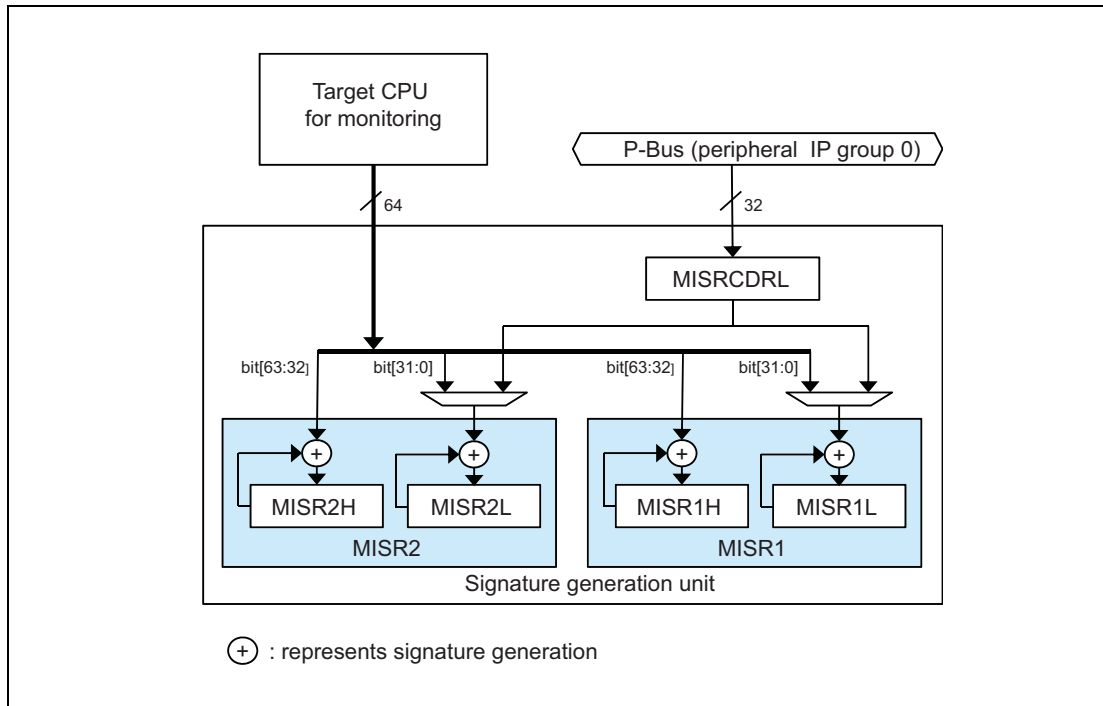 Target CPU
for monitoring
P-Bus (peripheral IP group 0)
64
32
MISRCDRL
bit[63:32]
bit[31:0]
bit[63:32]
bit[31:0]
+
+
+
+
MISR2H
MISR2L
MISR1H
MISR1L
MISR2
MISR1
Signature generation unit
+ : represents signature generation